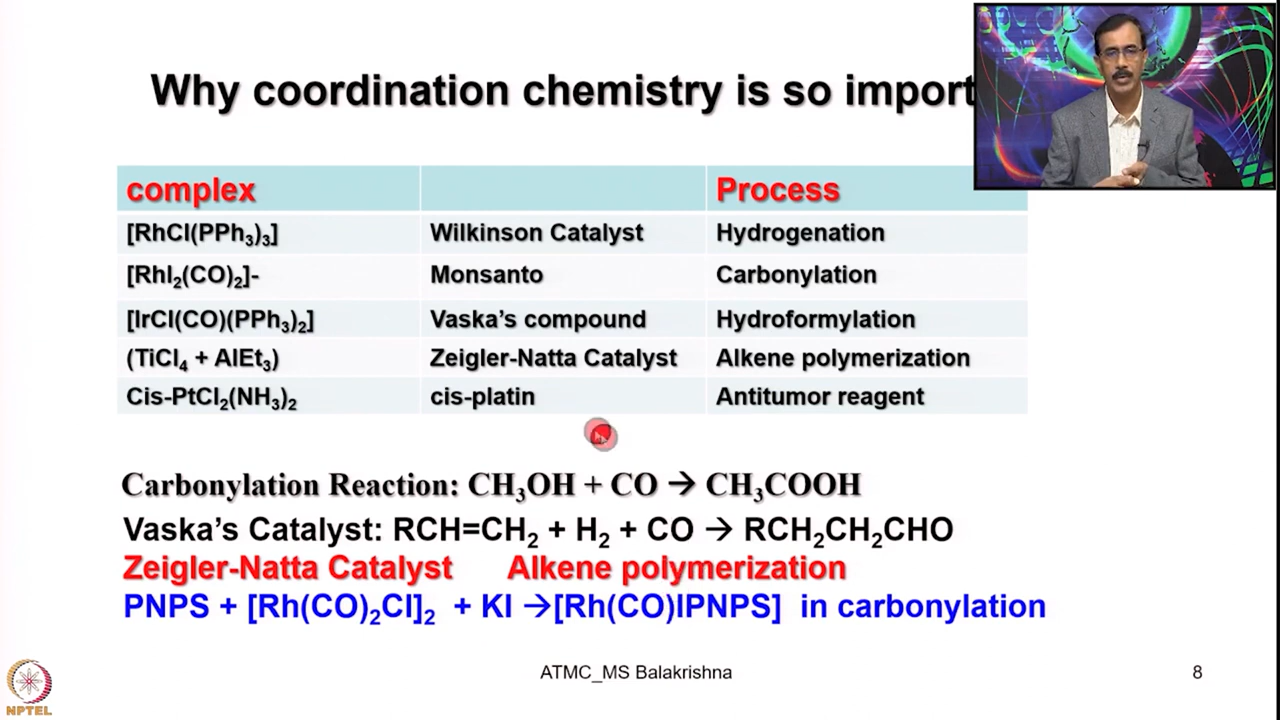 Why coordination chemistry is so import
complex Process
[RhCl(PPh₃)₃] Wilkinson Catalyst Hydrogenation
[RhI₂(CO)₂]- Monsanto Carbonylation
[IrCl(CO)(PPh₃)₂] Vaska's compound Hydroformylation
(TiCl₄ + AlEt₃) Zeigler-Natta Catalyst Alkene polymerization
Cis-PtCl₂(NH₃)₂ cis-platin Antitumor reagent
Carbonylation Reaction: CH₃OH + CO → CH₃COOH
Vaska's Catalyst: RCH=CH₂ + H₂ + CO → RCH₂CH₂CHO
Zeigler-Natta Catalyst Alkene polymerization
PNPS + [Rh(CO)₂Cl]₂ + KI →[Rh(CO)IPNPS] in carbonylation
ATMC_MS Balakrishna 8
NPTEL